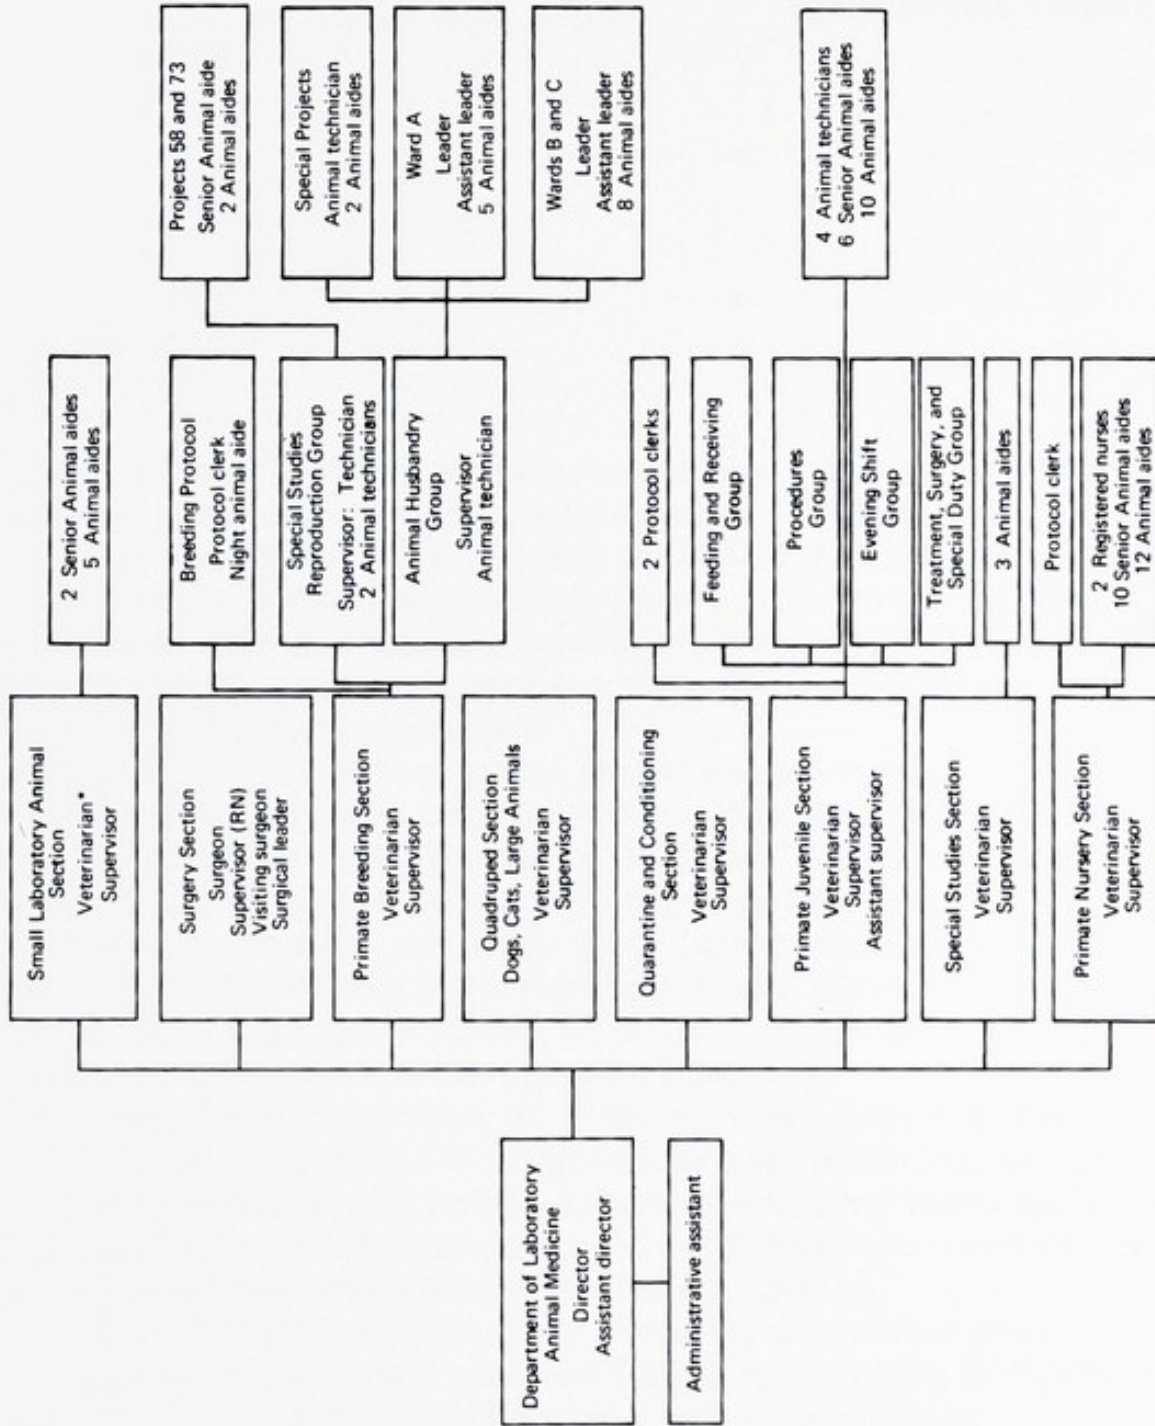 Department of Laboratory
Animal Medicine
Director
Assistant director
Administrative assistant
Small Laboratory Animal
Section
Veterinarian*
Supervisor
2 Senior Animal aides
5 Animal aides
Surgery Section
Surgeon
Supervisor (RN)
Visiting surgeon
Surgical leader
Primate Breeding Section
Veterinarian
Supervisor
Breeding Protocol
Protocol clerk
Night animal aide
Special Studies
Reproduction Group
Supervisor: Technician
2 Animal technicians
Projects 58 and 73
Senior Animal aide
2 Animal aides
Animal Husbandry
Group
Supervisor
Animal technician
Special Projects
Animal technician
2 Animal aides
Ward A
Leader
Assistant leader
5 Animal aides
Wards B and C
Leader
Assistant leader
8 Animal aides
Quadruped Section
Dogs, Cats, Large Animals
Veterinarian
Supervisor
Quarantine and Conditioning
Section
Veterinarian
Supervisor
Primate Juvenile Section
Veterinarian
Supervisor
Assistant supervisor
2 Protocol clerks
Feeding and Receiving
Group
Procedures
Group
Evening Shift
Group
Treatment, Surgery, and
Special Duty Group
4 Animal technicians
6 Senior Animal aides
10 Animal aides
Special Studies Section
Veterinarian
Supervisor
3 Animal aides
Primate Nursery Section
Veterinarian
Supervisor
Protocol clerk
2 Registered nurses
10 Senior Animal aides
12 Animal aides